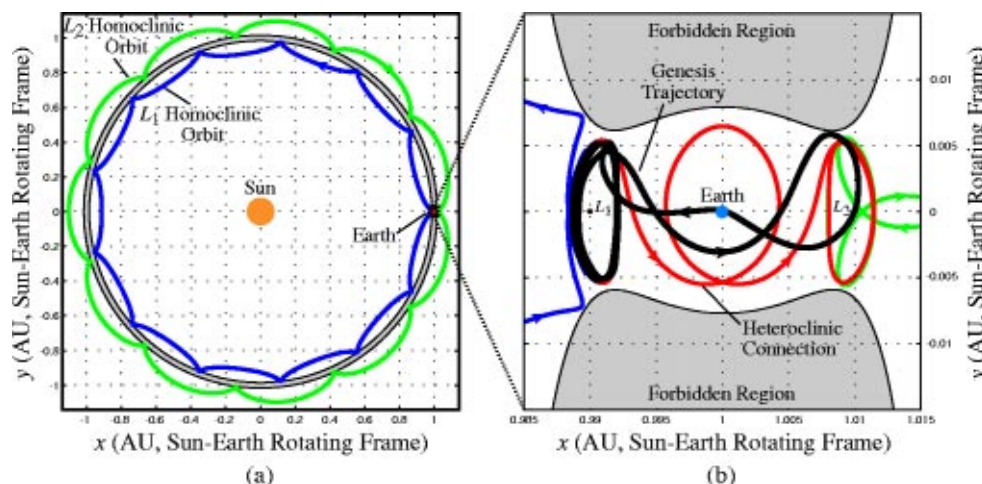 (a)
L2 Homoclinic
Orbit
L1 Homoclinic
Orbit
Sun
Earth
y (AU, Sun-Earth Rotating Frame)
1
0.8
0.6
0.4
0.2
0
-0.2
-0.4
-0.6
-0.8
-1
-1 -0.8 -0.6 -0.4 -0.2 0 0.2 0.4 0.6 0.8 1
x (AU, Sun-Earth Rotating Frame)
(a)
(b)
Forbidden Region
Genesis
Trajectory
L1
Earth
L2
Heteroclinic
Connection
Forbidden Region
0.01
0.005
0
-0.005
-0.01
y (AU, Sun-Earth Rotating Frame)
0.985 0.99 0.995 1.0 1.005 1.01 1.015
x (AU, Sun-Earth Rotating Frame)
(b)